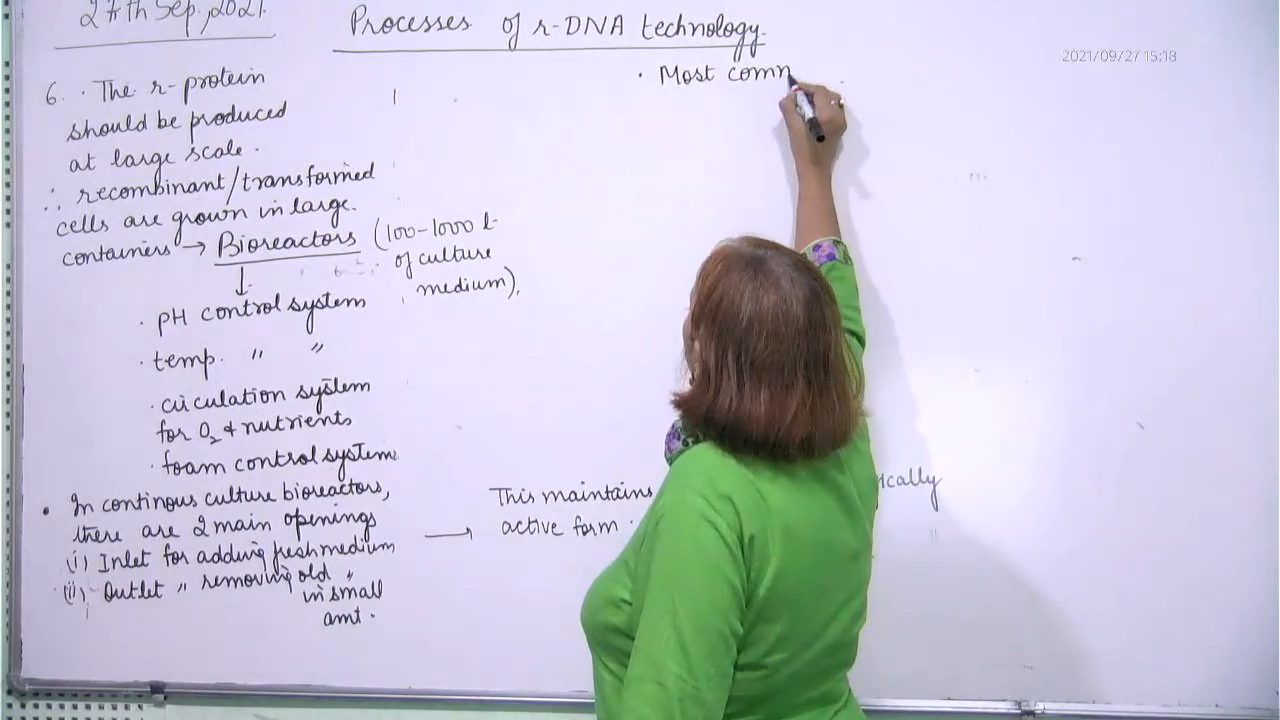 27th Sep., 2021.
Processes of r-DNA technology.
2021/09/27 15:18
6. · The r-protein
should be produced
at large scale.
∴ recombinant/transformed
cells are grown in large
containers → Bioreactors (100-1000 l
of culture
medium),
· pH control system
· temp. " "
· circulation system
for O2 & nutrients
· foam control system
• In continous culture bioreactors,
there are 2 main openings
(i) Inlet for adding fresh medium
(ii) Outlet " removing old "
in small
amt.
→ This maintains ically
active form.
· Most comm